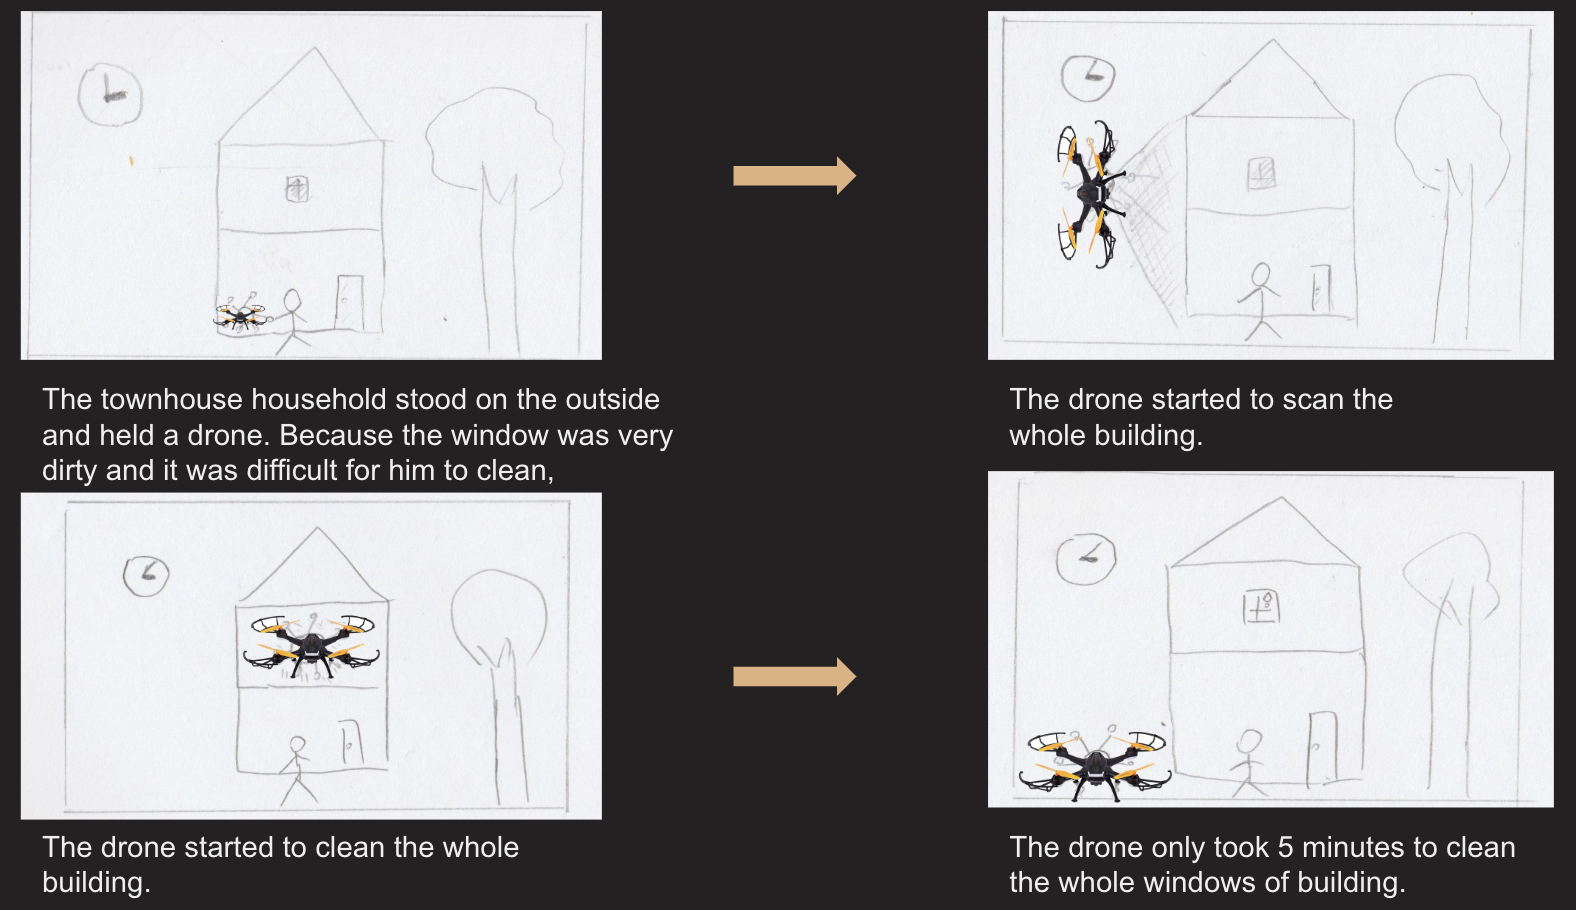 The townhouse household stood on the outside
and held a drone. Because the window was very
dirty and it was difficult for him to clean,
The drone started to scan the
whole building.
The drone started to clean the whole
building.
The drone only took 5 minutes to clean
the whole windows of building.